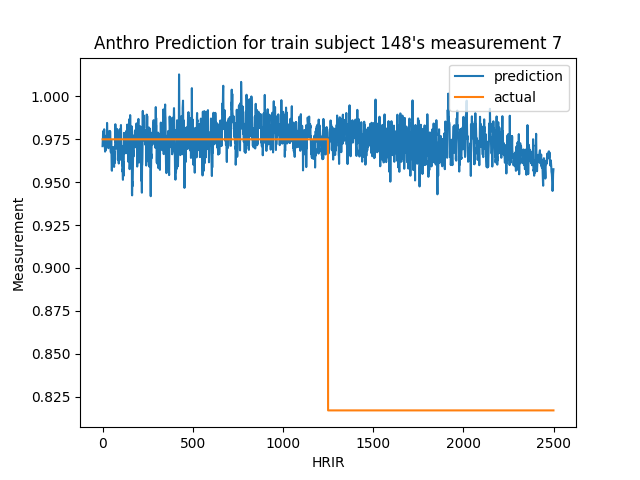 Anthro Prediction for train subject 148's measurement 7
prediction
actual
1.000
0.975
0.950
0.925
0.900
0.875
0.850
0.825
Measurement
0
500
1000
1500
2000
2500
HRIR